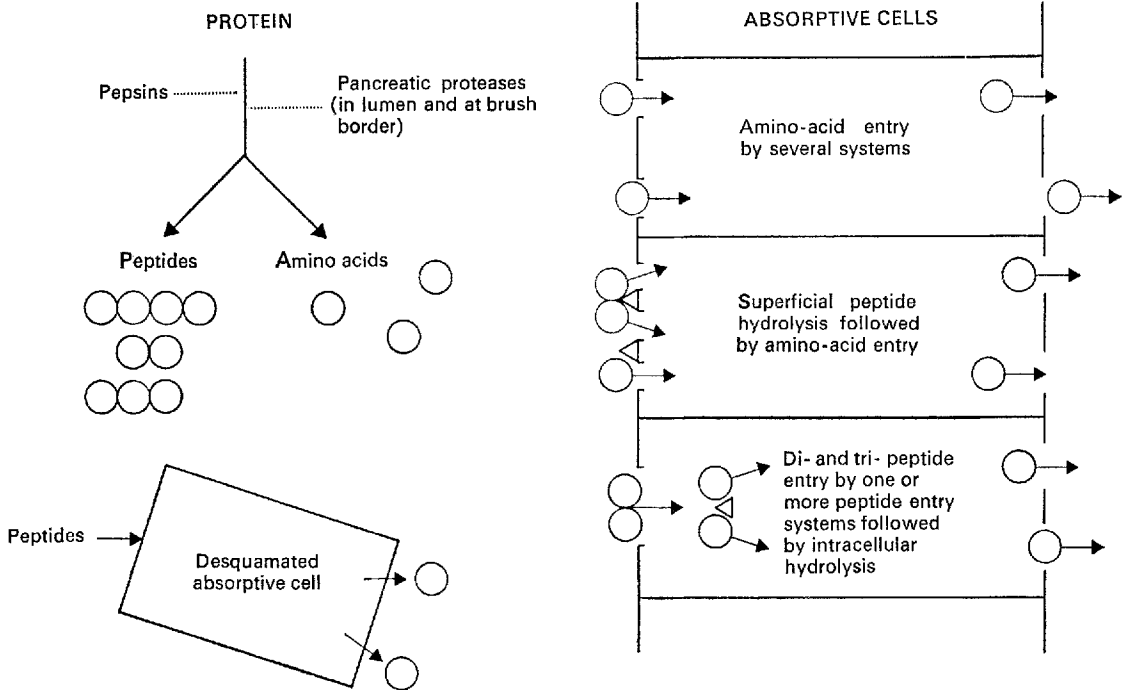 PROTEIN
Pepsins
Pancreatic proteases
(in lumen and at brush
border)
Peptides
Amino acids
Peptides
Desquamated
absorptive cell
ABSORPTIVE CELLS
Amino-acid entry
by several systems
Superficial peptide
hydrolysis followed
by amino-acid entry
Di- and tri- peptide
entry by one or
more peptide entry
systems followed
by intracellular
hydrolysis